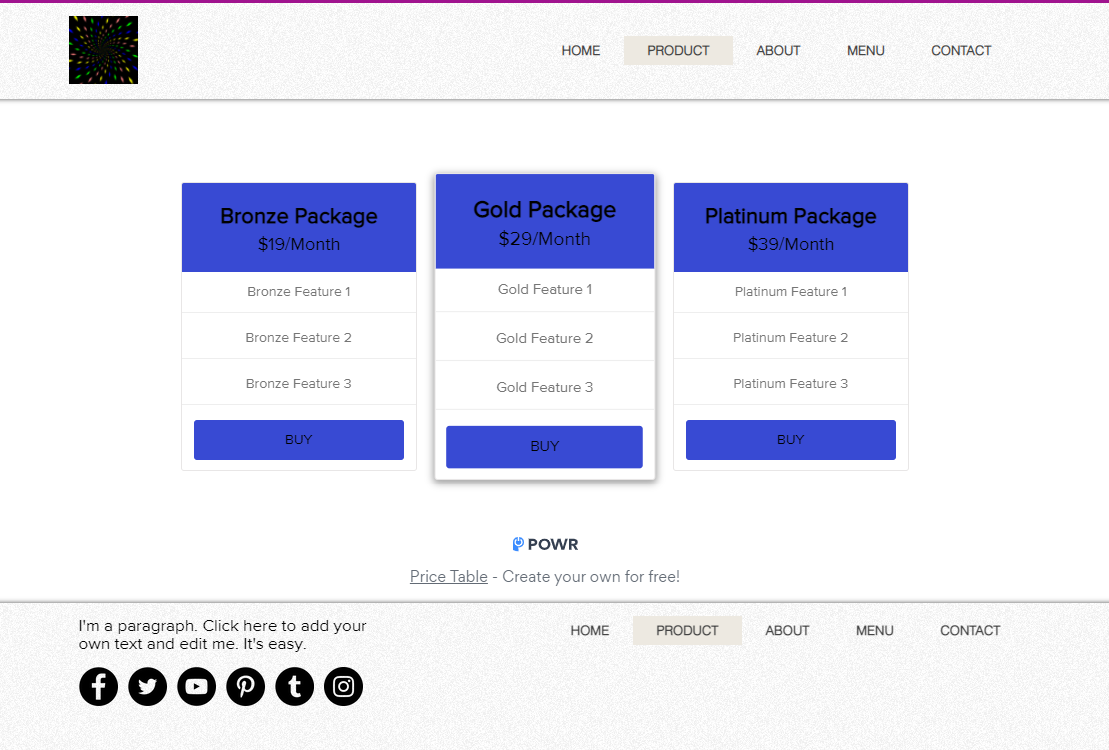 HOME PRODUCT ABOUT MENU CONTACT
Bronze Package
$19/Month
Bronze Feature 1
Bronze Feature 2
Bronze Feature 3
BUY
Gold Package
$29/Month
Gold Feature 1
Gold Feature 2
Gold Feature 3
BUY
Platinum Package
$39/Month
Platinum Feature 1
Platinum Feature 2
Platinum Feature 3
BUY
POWR
Price Table - Create your own for free!
I'm a paragraph. Click here to add your
own text and edit me. It's easy.
HOME PRODUCT ABOUT MENU CONTACT